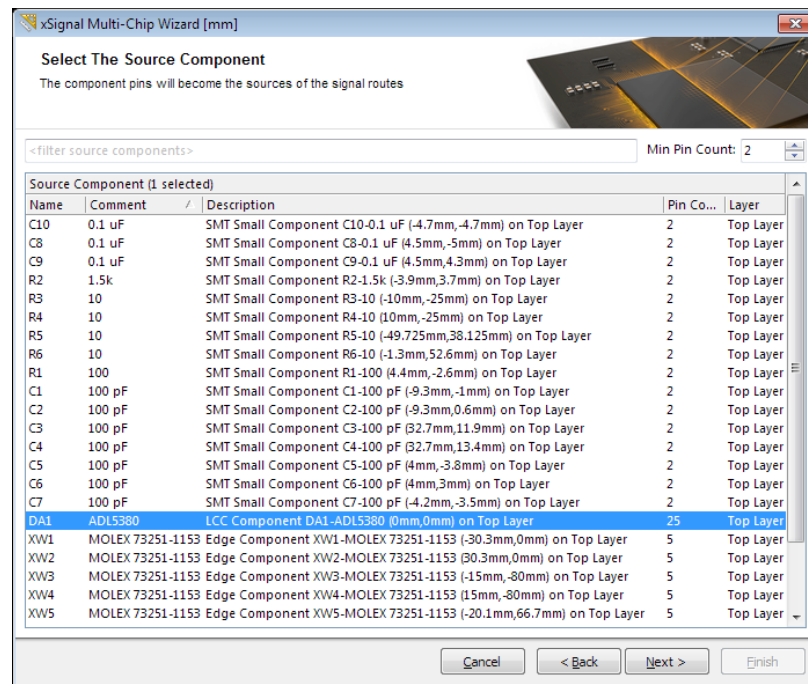 xSignal Multi-Chip Wizard [mm]
Select The Source Component
The component pins will become the sources of the signal routes
<filter source components> Min Pin Count: 2
Source Component (1 selected)
Name Comment Description Pin Co... Layer
C10 0.1 uF SMT Small Component C10-0.1 uF (-4.7mm,-4.7mm) on Top Layer 2 Top Layer
C8 0.1 uF SMT Small Component C8-0.1 uF (4.5mm,-5mm) on Top Layer 2 Top Layer
C9 0.1 uF SMT Small Component C9-0.1 uF (4.5mm,4.3mm) on Top Layer 2 Top Layer
R2 1.5k SMT Small Component R2-1.5k (-3.9mm,3.7mm) on Top Layer 2 Top Layer
R3 10 SMT Small Component R3-10 (-10mm,-25mm) on Top Layer 2 Top Layer
R4 10 SMT Small Component R4-10 (10mm,-25mm) on Top Layer 2 Top Layer
R5 10 SMT Small Component R5-10 (-49.725mm,38.125mm) on Top Layer 2 Top Layer
R6 10 SMT Small Component R6-10 (-1.3mm,52.6mm) on Top Layer 2 Top Layer
R1 100 SMT Small Component R1-100 (4.4mm,-2.6mm) on Top Layer 2 Top Layer
C1 100 pF SMT Small Component C1-100 pF (-9.3mm,-1mm) on Top Layer 2 Top Layer
C2 100 pF SMT Small Component C2-100 pF (-9.3mm,0.6mm) on Top Layer 2 Top Layer
C3 100 pF SMT Small Component C3-100 pF (32.7mm,11.9mm) on Top Layer 2 Top Layer
C4 100 pF SMT Small Component C4-100 pF (32.7mm,13.4mm) on Top Layer 2 Top Layer
C5 100 pF SMT Small Component C5-100 pF (4mm,-3.8mm) on Top Layer 2 Top Layer
C6 100 pF SMT Small Component C6-100 pF (4mm,3mm) on Top Layer 2 Top Layer
C7 100 pF SMT Small Component C7-100 pF (-4.2mm,-3.5mm) on Top Layer 2 Top Layer
DA1 ADL5380 LCC Component DA1-ADL5380 (0mm,0mm) on Top Layer 25 Top Layer
XW1 MOLEX 73251-1153 Edge Component XW1-MOLEX 73251-1153 (-30.3mm,0mm) on Top Layer 5 Top Layer
XW2 MOLEX 73251-1153 Edge Component XW2-MOLEX 73251-1153 (30.3mm,0mm) on Top Layer 5 Top Layer
XW3 MOLEX 73251-1153 Edge Component XW3-MOLEX 73251-1153 (-15mm,-80mm) on Top Layer 5 Top Layer
XW4 MOLEX 73251-1153 Edge Component XW4-MOLEX 73251-1153 (15mm,-80mm) on Top Layer 5 Top Layer
XW5 MOLEX 73251-1153 Edge Component XW5-MOLEX 73251-1153 (-20.1mm,66.7mm) on Top Layer 5 Top Layer
Cancel < Back Next > Finish